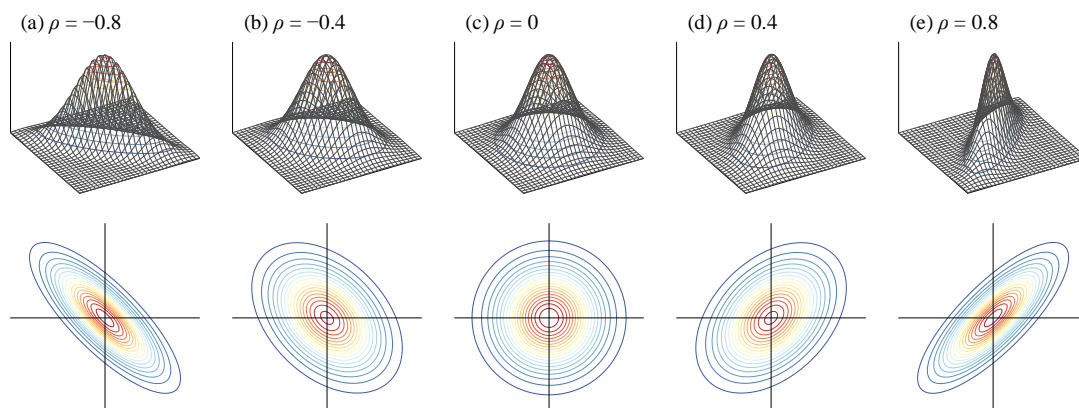 (a) ρ = −0.8
(b) ρ = −0.4
(c) ρ = 0
(d) ρ = 0.4
(e) ρ = 0.8